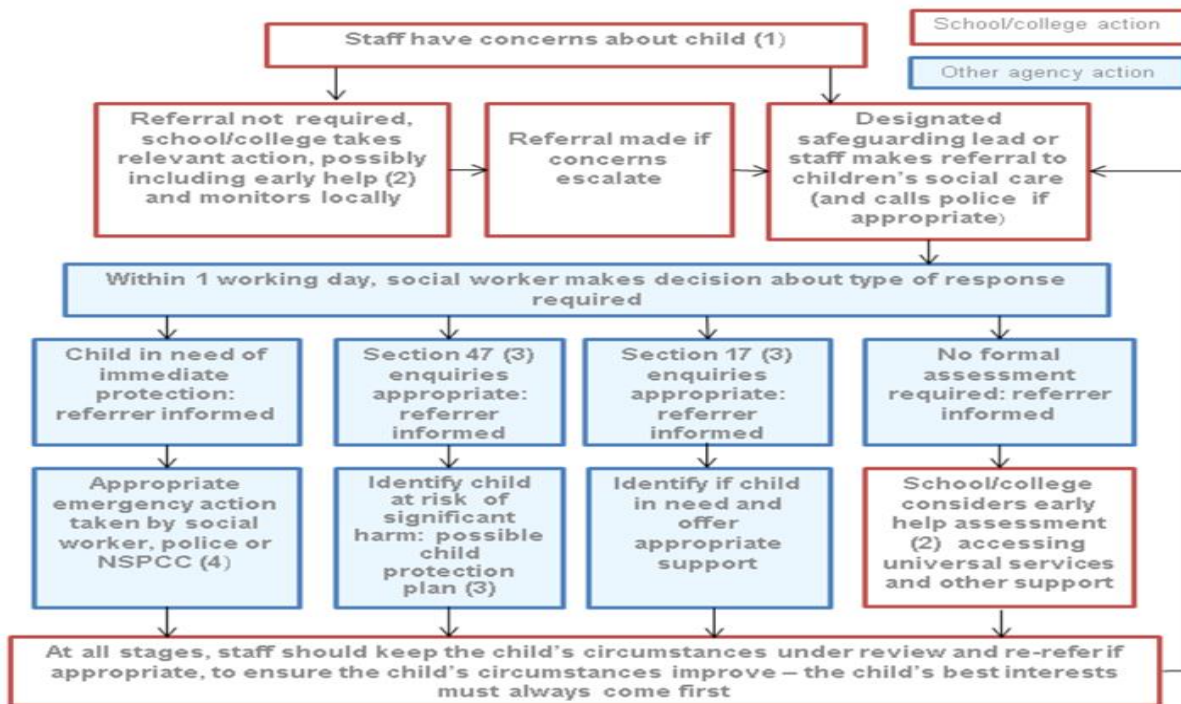 Staff have concerns about child (1)
School/college action
Other agency action
Referral not required,
school/college takes
relevant action, possibly
including early help (2)
and monitors locally
Referral made if
concerns
escalate
Designated
safeguarding lead or
staff makes referral to
children's social care
(and calls police if
appropriate)
Within 1 working day, social worker makes decision about type of response
required
Child in need of
immediate
protection:
referrer informed
Section 47 (3)
enquiries
appropriate:
referrer
informed
Section 17 (3)
enquiries
appropriate:
referrer
informed
No formal
assessment
required: referrer
informed
Appropriate
emergency action
taken by social
worker, police or
NSPCC (4)
Identify child
at risk of
significant
harm: possible
child
protection
plan (3)
Identify if child
in need and
offer
appropriate
support
School/college
considers early
help assessment
(2) accessing
universal services
and other support
At all stages, staff should keep the child's circumstances under review and re-refer if
appropriate, to ensure the child's circumstances improve – the child's best interests
must always come first